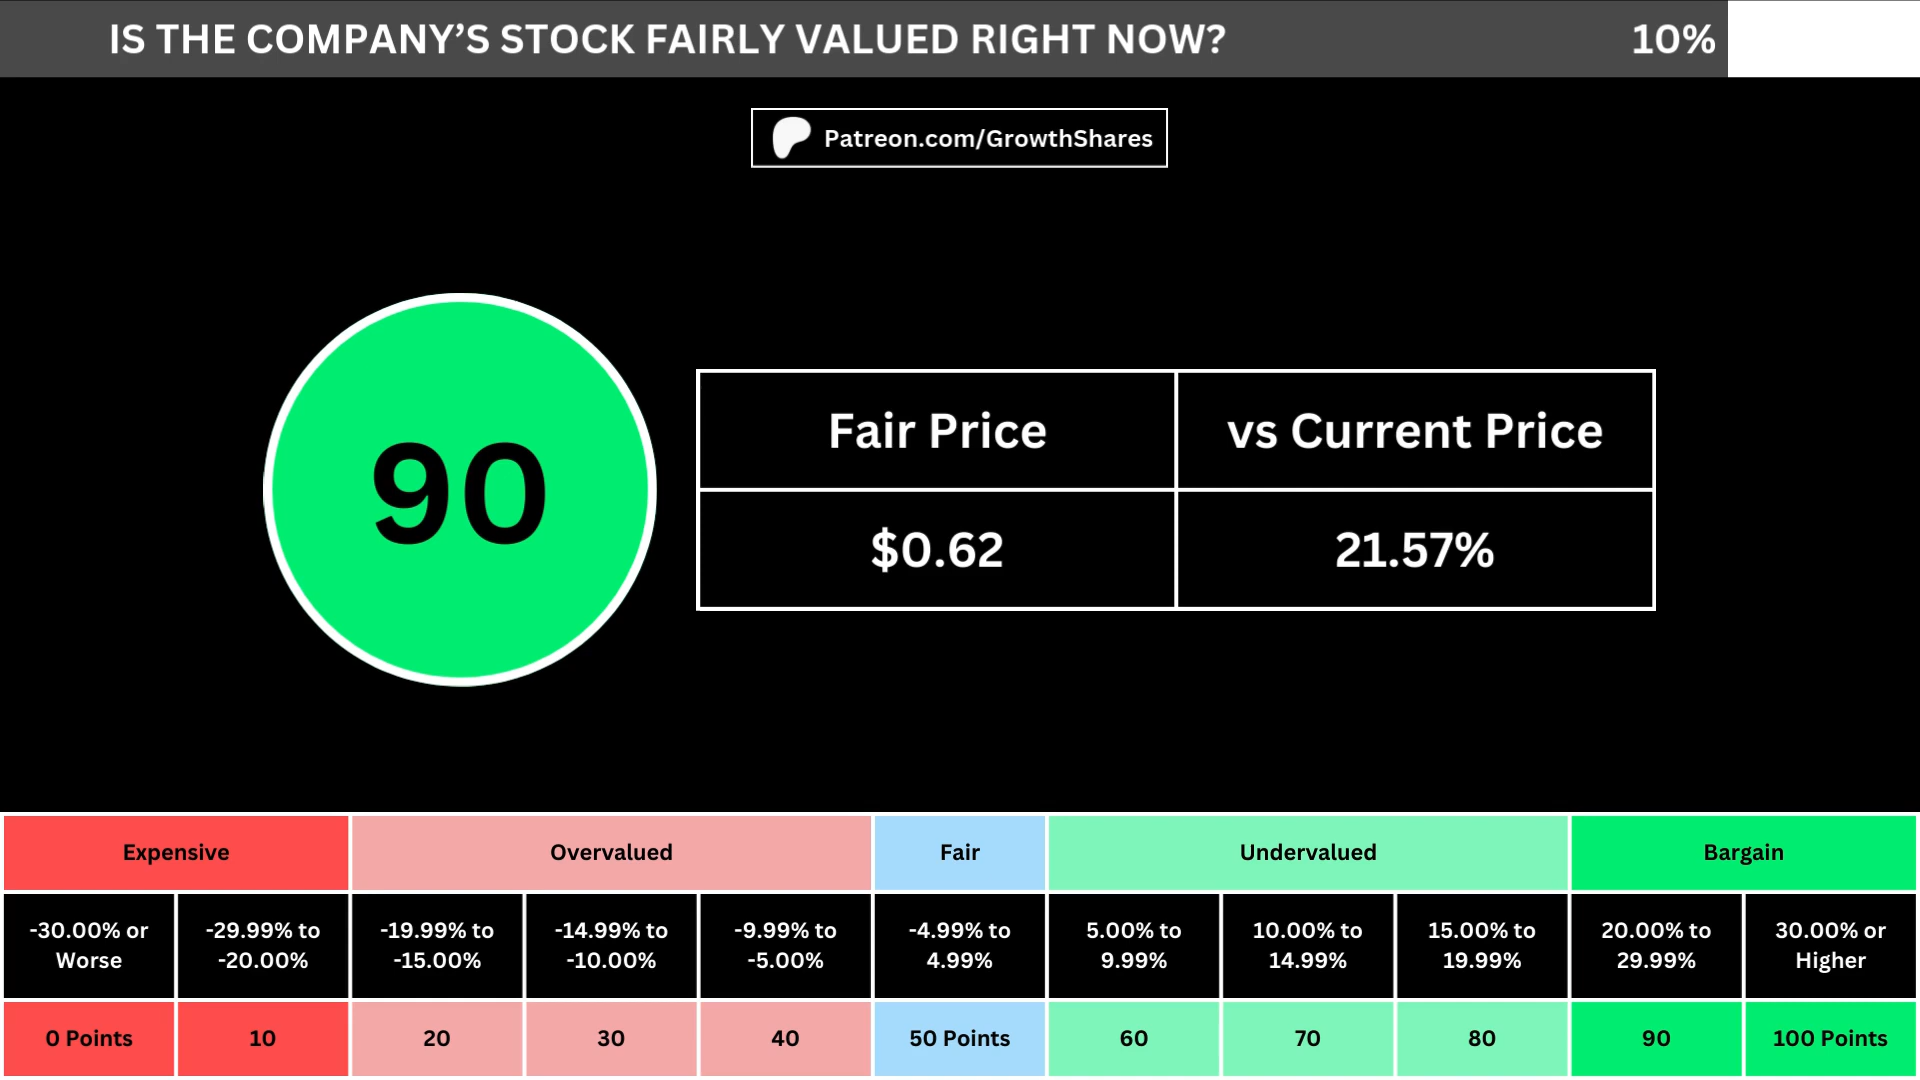 IS THE COMPANY’S STOCK FAIRLY VALUED RIGHT NOW? 10%
Patreon.com/GrowthShares
90
Fair Price vs Current Price
$0.62 21.57%
Expensive Overvalued Fair Undervalued Bargain
-30.00% or -29.99% to -19.99% to -14.99% to -9.99% to -4.99% to 5.00% to 10.00% to 15.00% to 20.00% to 30.00% or
Worse -20.00% -15.00% -10.00% -5.00% 4.99% 9.99% 14.99% 19.99% 29.99% Higher
0 Points 10 20 30 40 50 Points 60 70 80 90 100 Points